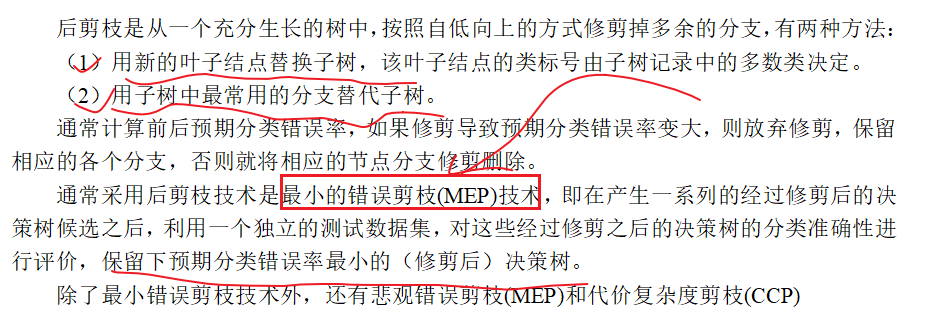 后剪枝是从一个充分生长的树中，按照自低向上的方式修剪掉多余的分支，有两种方法：
（1）用新的叶子结点替换子树，该叶子结点的类标号由子树记录中的多数类决定。
（2）用子树中最常用的分支替代子树。
通常计算前后预期分类错误率，如果修剪导致预期分类错误率变大，则放弃修剪，保留
相应的各个分支，否则就将相应的节点分支修剪删除。
通常采用后剪枝技术是最小的错误剪枝(MEP)技术，即在产生一系列的经过修剪后的决
策树候选之后，利用一个独立的测试数据集，对这些经过修剪之后的决策树的分类准确性进
行评价，保留下预期分类错误率最小的（修剪后）决策树。
除了最小错误剪枝技术外，还有悲观错误剪枝(MEP)和代价复杂度剪枝(CCP)